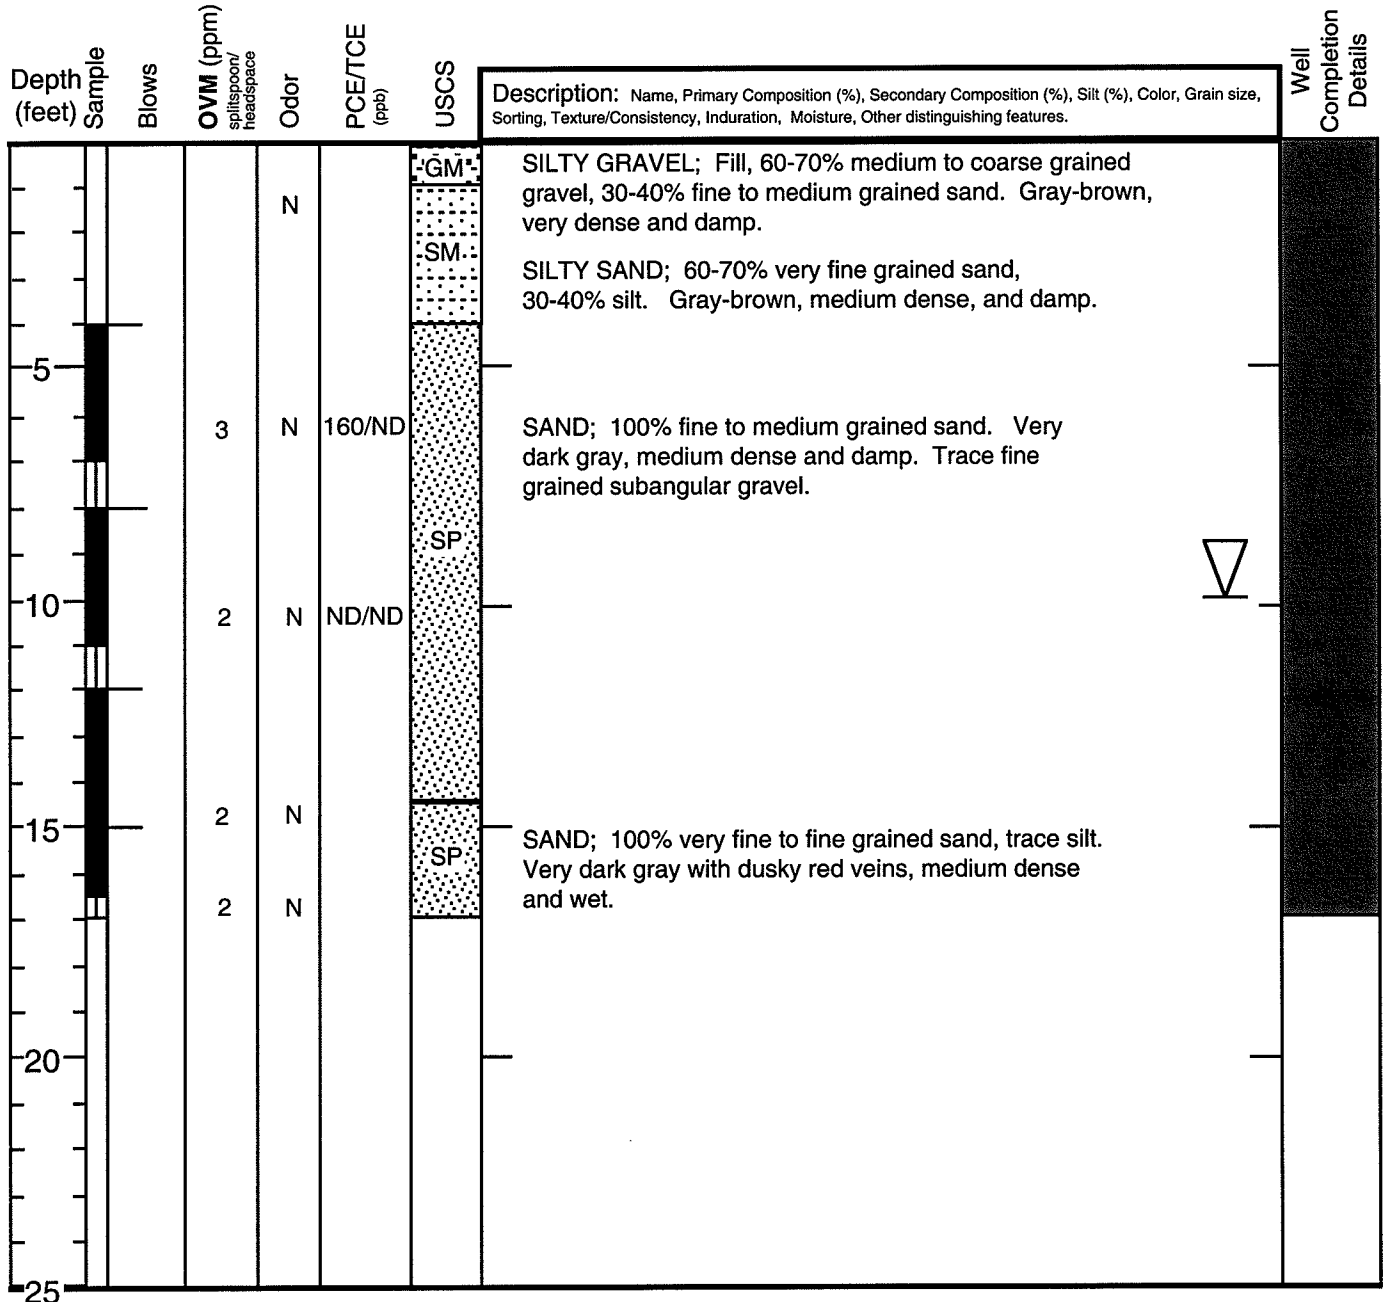 Depth
(feet)
Sample
Blows
OVM (ppm)
splitspoon/
headspace
Odor
PCE/TCE
(ppb)
USCS
Description: Name, Primary Composition (%), Secondary Composition (%), Silt (%), Color, Grain size,
Sorting, Texture/Consistency, Induration, Moisture, Other distinguishing features.
Well
Completion
Details
GM
SILTY GRAVEL; Fill, 60-70% medium to coarse grained
gravel, 30-40% fine to medium grained sand. Gray-brown,
very dense and damp.
N
SM
SILTY SAND; 60-70% very fine grained sand,
30-40% silt. Gray-brown, medium dense, and damp.
5
3 N 160/ND
SAND; 100% fine to medium grained sand. Very
dark gray, medium dense and damp. Trace fine
grained subangular gravel.
SP
10
2 N ND/ND
2 N
15
SP
SAND; 100% very fine to fine grained sand, trace silt.
Very dark gray with dusky red veins, medium dense
and wet.
2 N
20
25